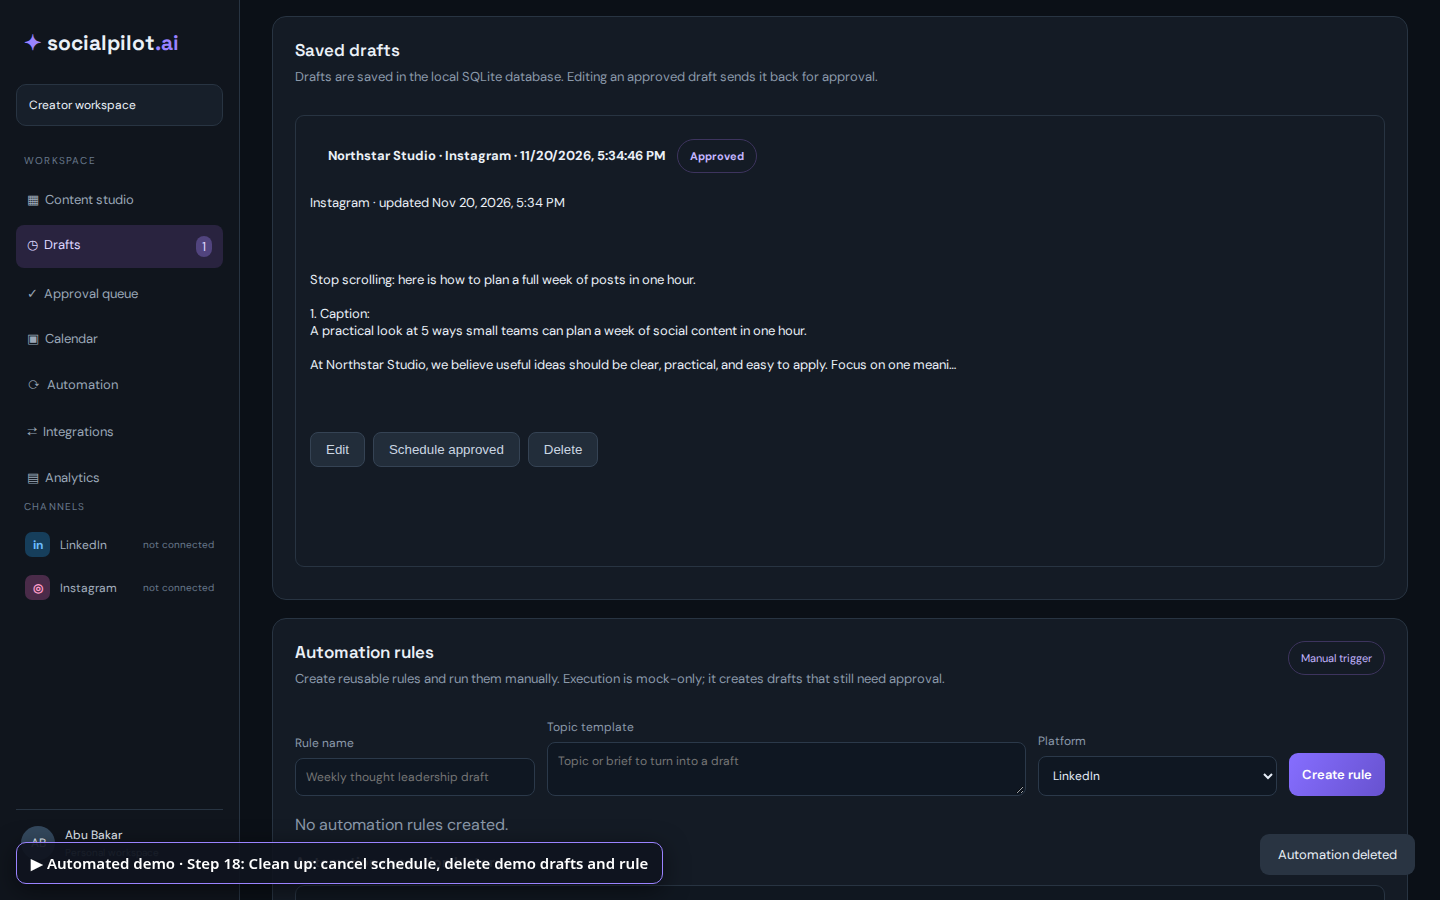 ✦ socialpilot.ai
Creator workspace
WORKSPACE
Content studio
Drafts 1
Approval queue
Calendar
Automation
Integrations
Analytics
CHANNELS
in LinkedIn not connected
Instagram not connected
Abu Bakar
▶ Automated demo · Step 18: Clean up: cancel schedule, delete demo drafts and rule
Saved drafts
Drafts are saved in the local SQLite database. Editing an approved draft sends it back for approval.
Northstar Studio · Instagram · 11/20/2026, 5:34:46 PM Approved
Instagram · updated Nov 20, 2026, 5:34 PM
Stop scrolling: here is how to plan a full week of posts in one hour.
1. Caption:
A practical look at 5 ways small teams can plan a week of social content in one hour.
At Northstar Studio, we believe useful ideas should be clear, practical, and easy to apply. Focus on one meani…
Edit Schedule approved Delete
Automation rules
Manual trigger
Create reusable rules and run them manually. Execution is mock-only; it creates drafts that still need approval.
Rule name
Weekly thought leadership draft
Topic template
Topic or brief to turn into a draft
Platform
LinkedIn
Create rule
No automation rules created.
Automation deleted